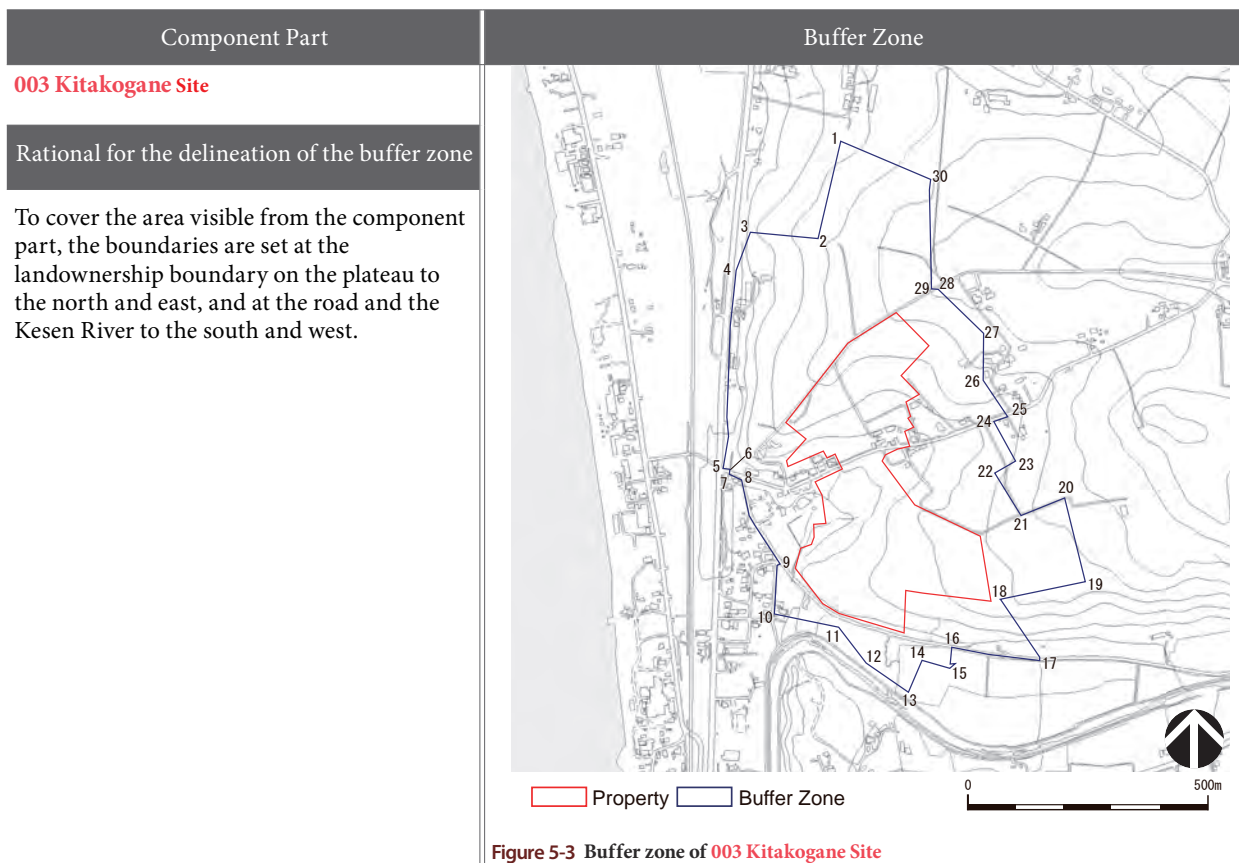 Component Part
Buffer Zone
003 Kitakogane Site
Rational for the delineation of the buffer zone
To cover the area visible from the component
part, the boundaries are set at the
landownership boundary on the plateau to
the north and east, and at the road and the
Kesen River to the south and west.
1
30
3
2
4
29 28
27
26
25
24
6
5
23
7
8
22
20
21
9
19
18
10
11
16
12
14
17
15
13
0
500m
Property
Buffer Zone
Figure 5-3 Buffer zone of 003 Kitakogane Site